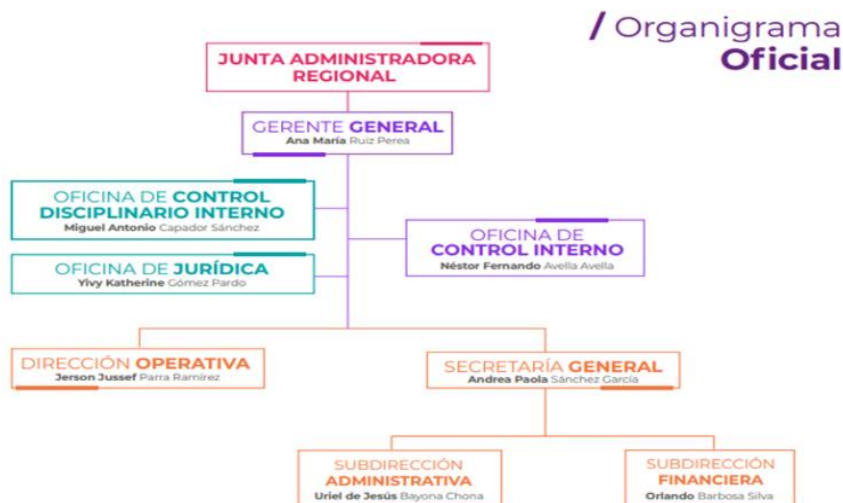 / Organigrama
Oficial
JUNTA ADMINISTRADORA
REGIONAL
GERENTE GENERAL
Ana María Ruiz Perea
OFICINA DE CONTROL
DISCIPLINARIO INTERNO
Miguel Antonio Capador Sánchez
OFICINA DE
CONTROL INTERNO
Néstor Fernando Avella Avella
OFICINA DE JURÍDICA
Yivy Katherine Gómez Pardo
DIRECCIÓN OPERATIVA
Jerson Jussef Parra Ramírez
SECRETARÍA GENERAL
Andrea Paola Sánchez García
SUBDIRECCIÓN
ADMINISTRATIVA
Uriel de Jesús Bayona Chona
SUBDIRECCIÓN
FINANCIERA
Orlando Barbosa Silva